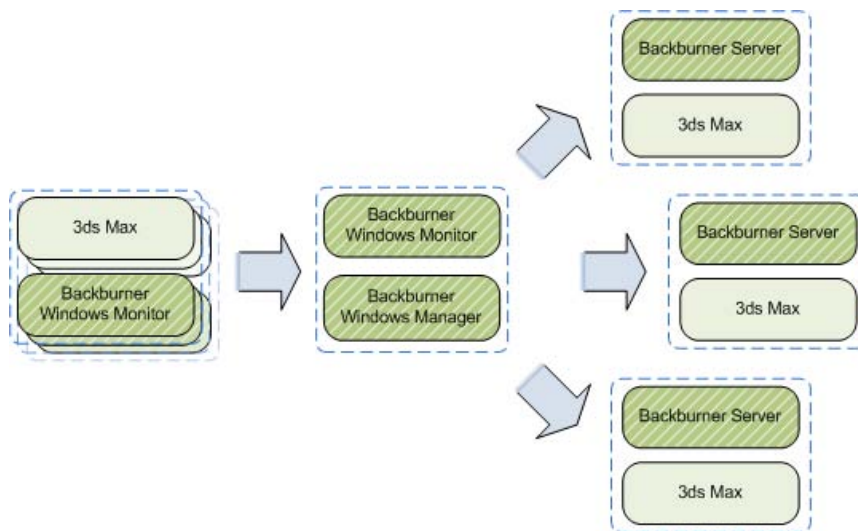 3ds Max
Backburner
Windows Monitor
Backburner
Windows Monitor
Backburner
Windows Manager
Backburner Server
3ds Max
Backburner Server
3ds Max
Backburner Server
3ds Max